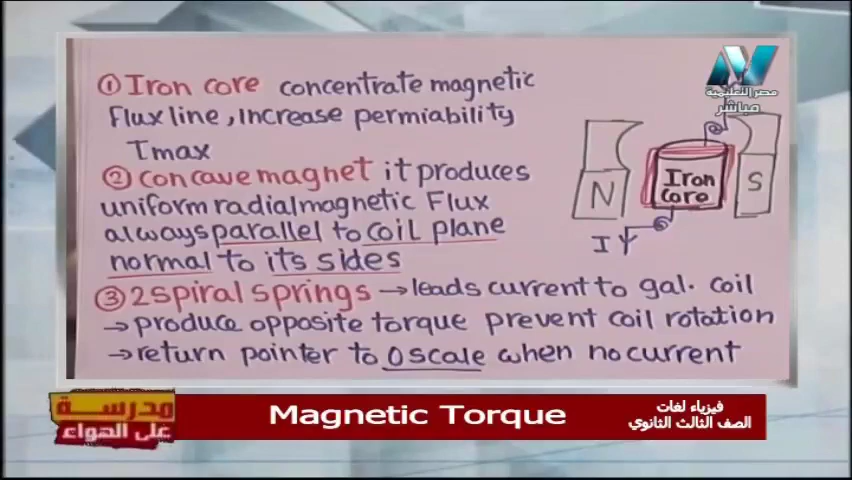 ① Iron core concentrate magnetic
Flux line, Increase permiability
τmax
② concave magnet it produces
uniform radial magnetic Flux
always parallel to coil plane
normal to its sides
③ 2 spiral springs → leads current to gal. coil
→ produce opposite torque prevent coil rotation
→ return pointer to 0 scale when no current
N
Iron
core
S
I
مصر التعليمية
مباشر
مدرسة
على الهواء
Magnetic Torque
فيزياء لغات
الصف الثالث الثانوي